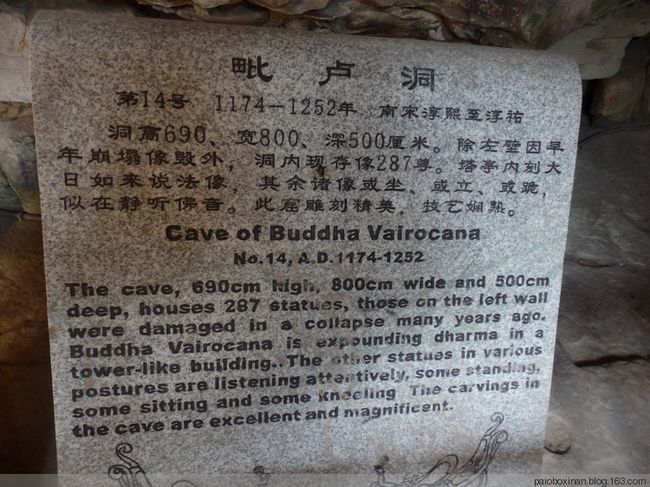 毗卢洞
第14号 1174—1252年 南宋淳熙至淳祐
洞高690、宽800、深500厘米。除左壁因早
年崩塌像毁外，洞内现存像287尊。塔亭内刻大
日如来说法像，其余诸像或坐、或立、或跪，
似在静听佛音。此窟雕刻精美，技艺娴熟。
Cave of Buddha Vairocana
No.14, A.D.1174-1252
The cave, 690cm high, 800cm wide and 500cm
deep, houses 287 statues, those on the left wall
were damaged in a collapse many years ago.
Buddha Vairocana is expounding dharma in a
tower-like building. The other statues in various
postures are listening attentively, some standing,
some sitting and some kneeling The carvings in
the cave are excellent and magnificent.
paioboxinan.blog.163.com